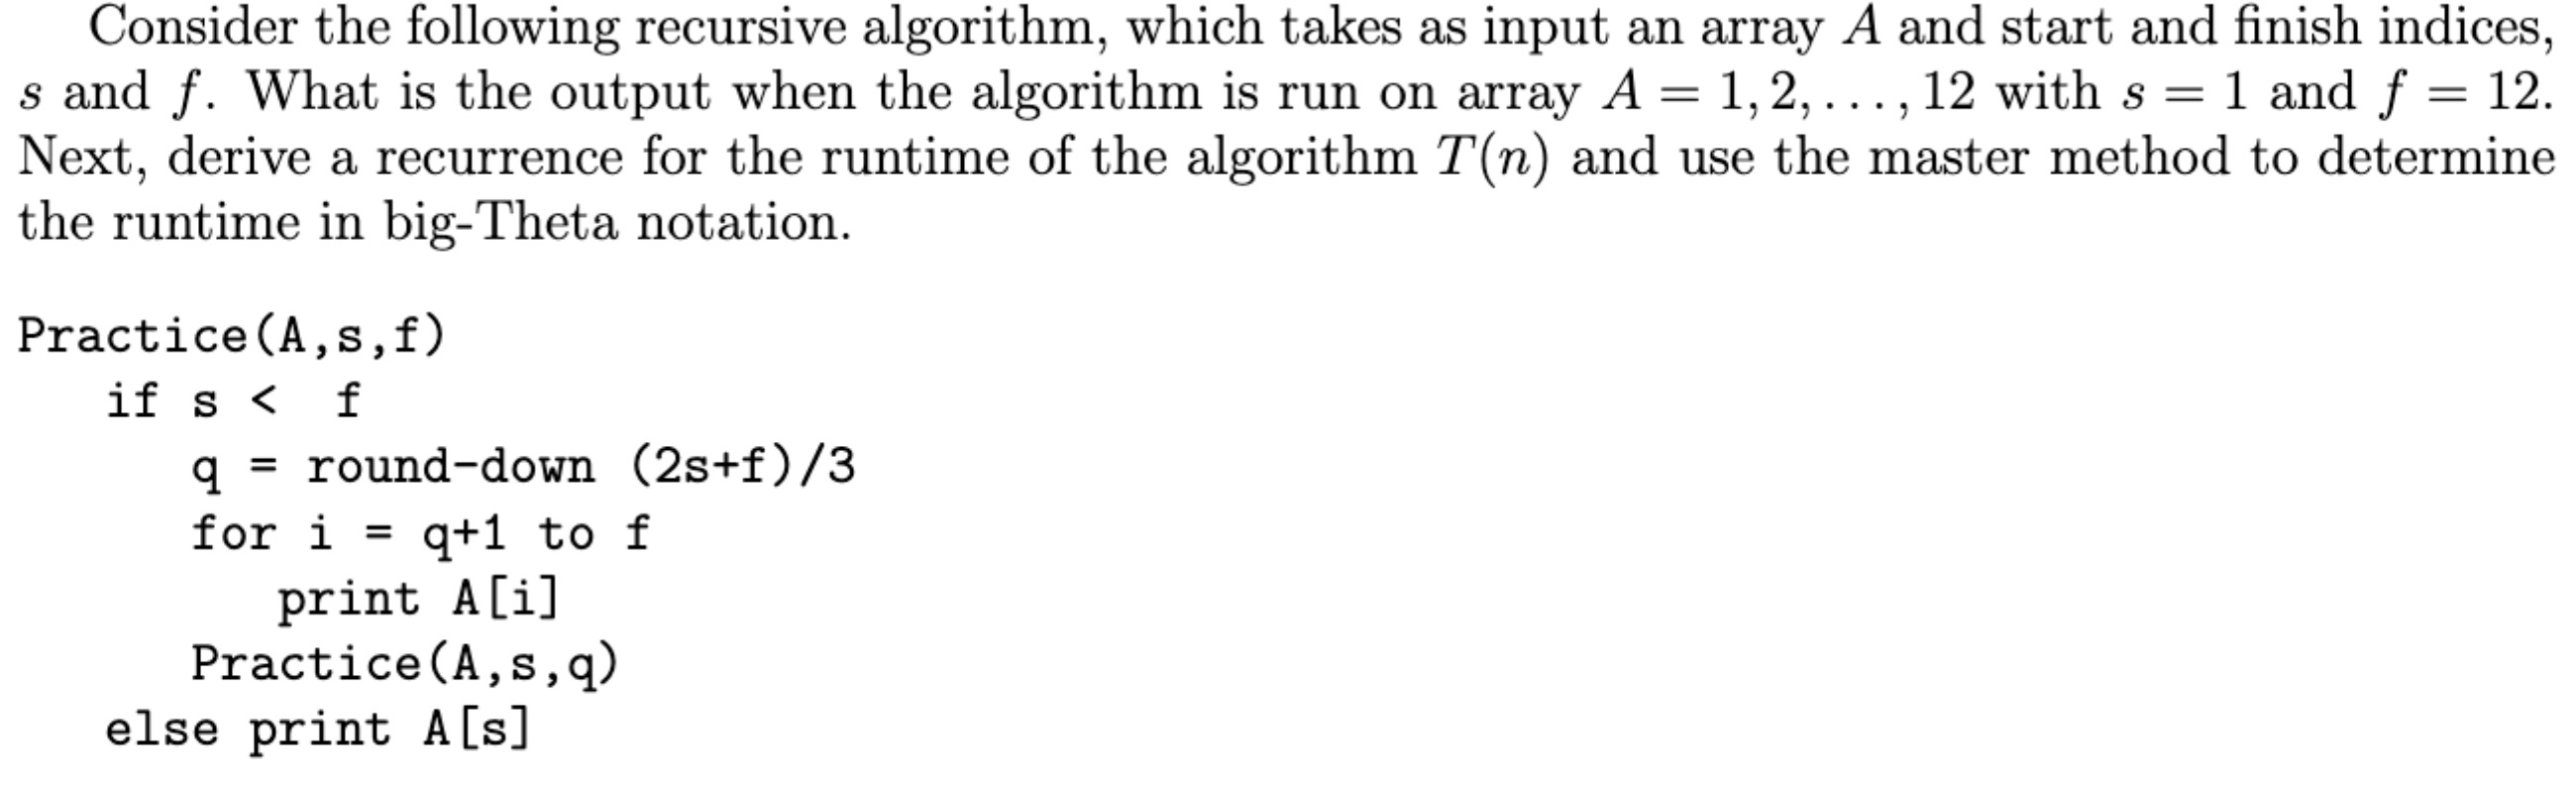 Consider the following recursive algorithm, which takes as input an array A and start and finish indices,
s and f. What is the output when the algorithm is run on array A = 1, 2, . . . , 12 with s = 1 and f = 12.
Next, derive a recurrence for the runtime of the algorithm T(n) and use the master method to determine
the runtime in big-Theta notation.
Practice(A,s,f)
if s < f
q = round-down (2s+f)/3
for i = q+1 to f
print A[i]
Practice(A,s,q)
else print A[s]